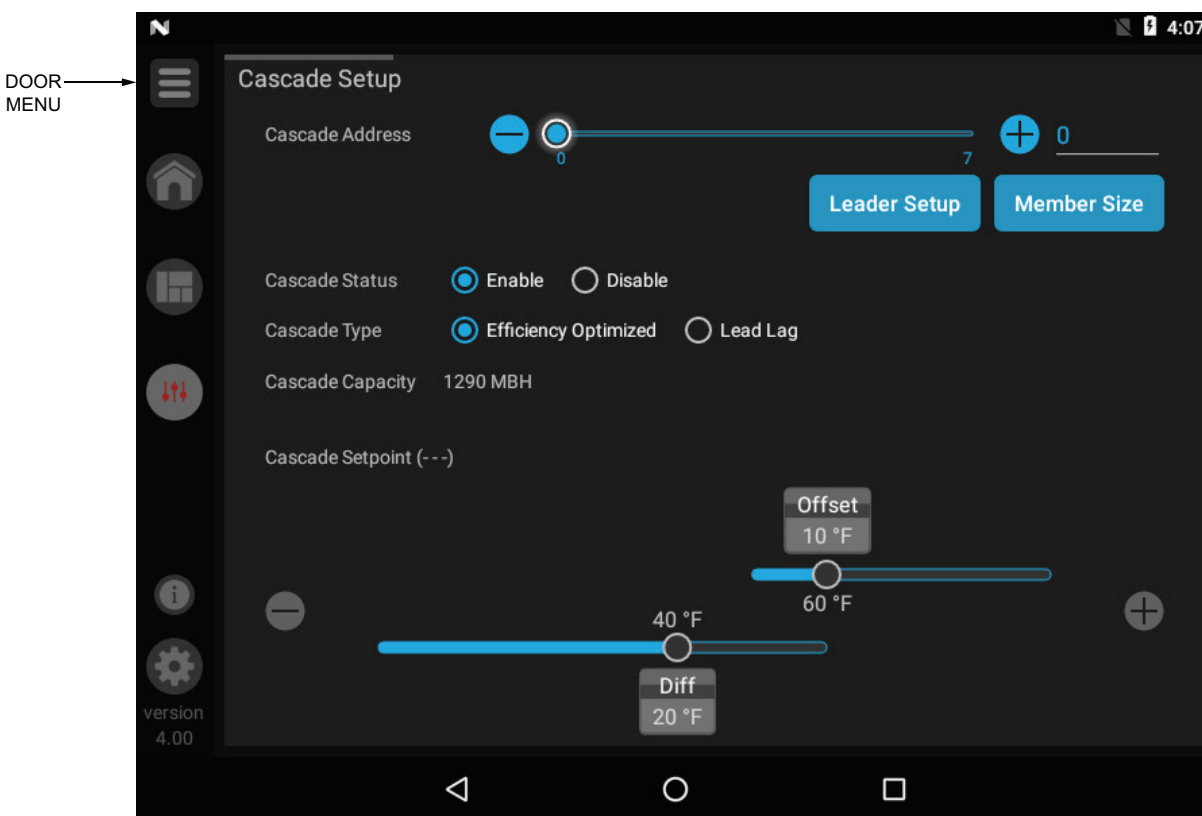 4:07
DOOR
MENU
Cascade Setup
Cascade Address
0
7
0
Leader Setup
Member Size
Cascade Status
Enable
Disable
Cascade Type
Efficiency Optimized
Lead Lag
Cascade Capacity
1290 MBH
Cascade Setpoint (---)
Offset
10 °F
60 °F
40 °F
Diff
20 °F
version
4.00